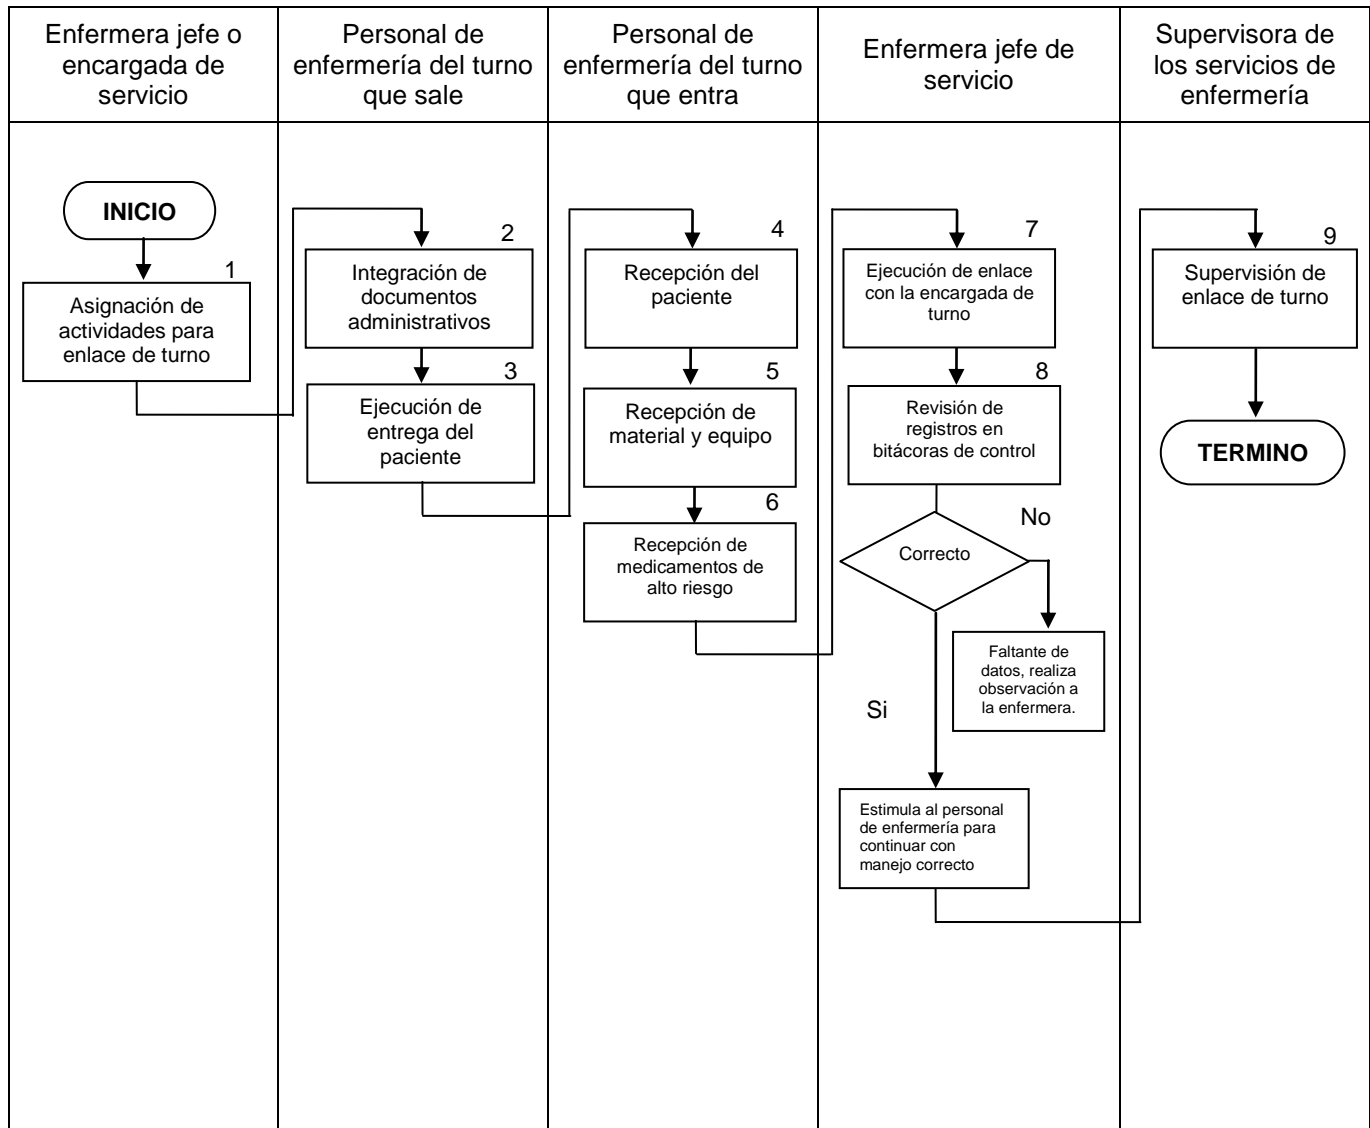 Enfermera jefe o
encargada de
servicio
Personal de
enfermería del turno
que sale
Personal de
enfermería del turno
que entra
Enfermera jefe de
servicio
Supervisora de
los servicios de
enfermería
INICIO
1
Asignación de
actividades para
enlace de turno
2
Integración de
documentos
administrativos
3
Ejecución de
entrega del
paciente
4
Recepción del
paciente
5
Recepción de
material y equipo
6
Recepción de
medicamentos de
alto riesgo
7
Ejecución de enlace
con la encargada de
turno
8
Revisión de
registros en
bitácoras de control
Correcto
No
Faltante de
datos, realiza
observación a
la enfermera.
Si
Estimula al personal
de enfermería para
continuar con
manejo correcto
9
Supervisión de
enlace de turno
TERMINO